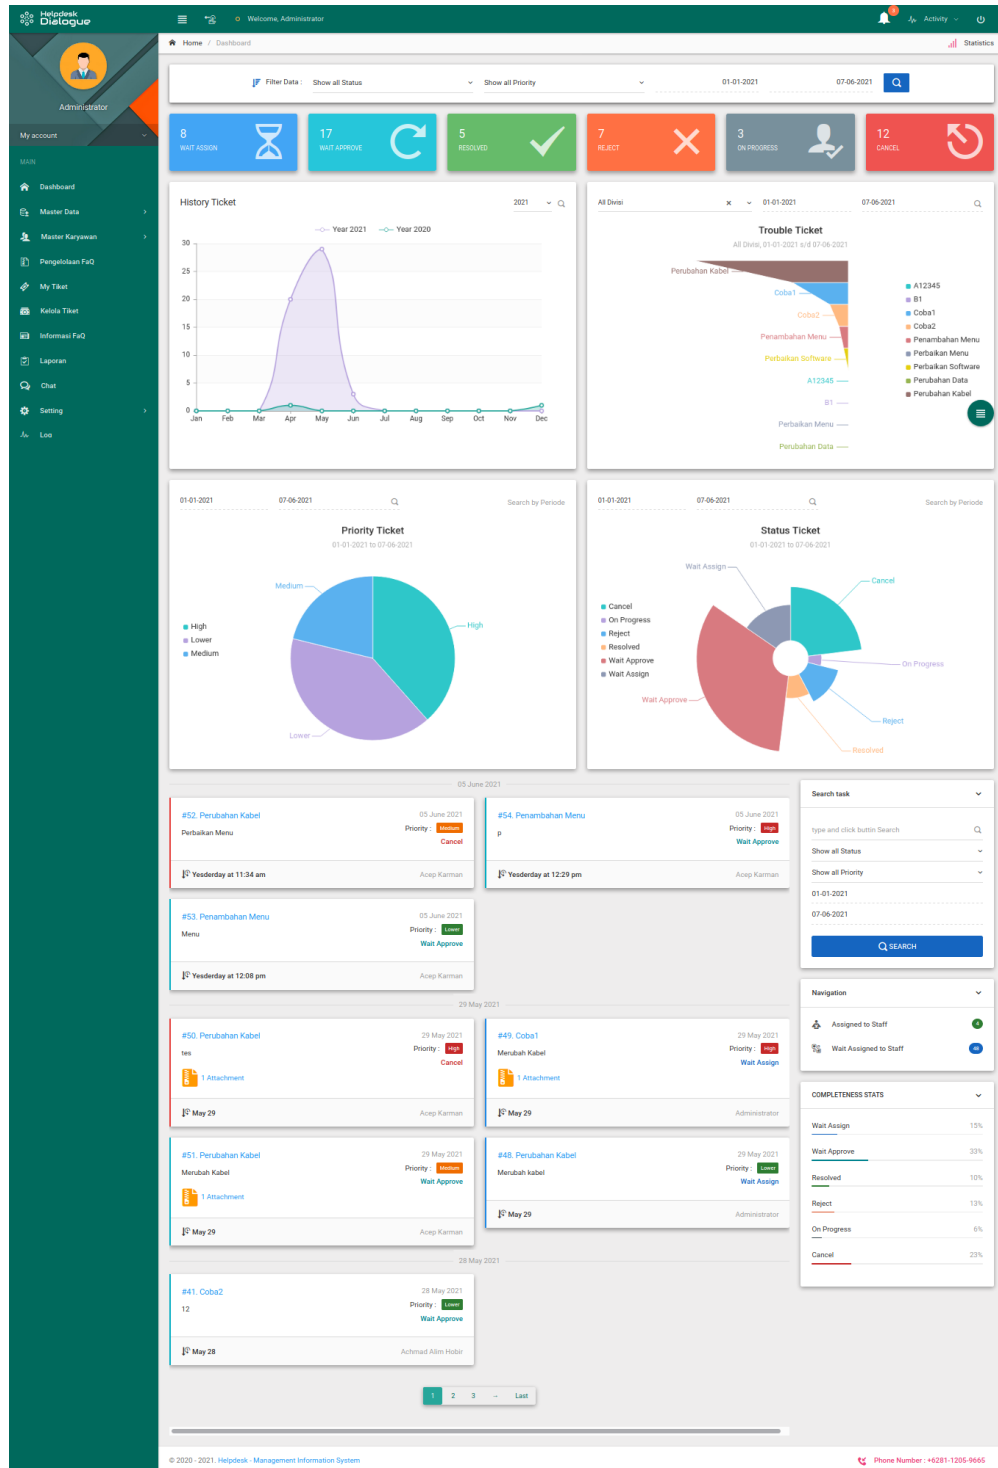 Helpdesk
Dialogue
Welcome, Administrator
3
Activity
Administrator
My account
MAIN
Dashboard
Master Data
Master Karyawan
Pengelolaan FaQ
My Tiket
Kelola Tiket
Informasi FaQ
Laporan
Chat
Setting
Log
Home / Dashboard
Statistics
Filter Data :
Show all Status
Show all Priority
01-01-2021
07-06-2021
8
WAIT ASSIGN
17
WAIT APPROVE
5
RESOLVED
7
REJECT
3
ON PROGRESS
12
CANCEL
History Ticket
2021
Year 2021
Year 2020
30
25
20
15
10
5
0
Jan Feb Mar Apr May Jun Jul Aug Sep Oct Nov Dec
All Divisi
x
01-01-2021
07-06-2021
Trouble Ticket
All Divisi, 01-01-2021 s/d 07-06-2021
Perubahan Kabel
Coba1
Coba2
Penambahan Menu
Perbaikan Software
A12345
B1
Perbaikan Menu
Perubahan Data
A12345
B1
Coba1
Coba2
Penambahan Menu
Perbaikan Menu
Perbaikan Software
Perubahan Data
Perubahan Kabel
01-01-2021
07-06-2021
Search by Periode
Priority Ticket
01-01-2021 to 07-06-2021
High
Lower
Medium
Medium
High
Lower
01-01-2021
07-06-2021
Search by Periode
Status Ticket
01-01-2021 to 07-06-2021
Cancel
On Progress
Reject
Resolved
Wait Approve
Wait Assign
Wait Assign
Cancel
On Progress
Reject
Resolved
Wait Approve
05 June 2021
#52. Perubahan Kabel
05 June 2021
Perbaikan Menu
Priority : Medium
Cancel
Yesderday at 11:34 am
Acep Karman
#54. Penambahan Menu
05 June 2021
p
Priority : High
Wait Approve
Yesderday at 12:29 pm
Acep Karman
#53. Penambahan Menu
05 June 2021
Menu
Priority : Lower
Wait Approve
Yesderday at 12:08 pm
Acep Karman
29 May 2021
#50. Perubahan Kabel
29 May 2021
tes
Priority : High
Cancel
1 Attachment
May 29
Acep Karman
#49. Coba1
29 May 2021
Merubah Kabel
Priority : High
Wait Assign
1 Attachment
May 29
Administrator
#51. Perubahan Kabel
29 May 2021
Merubah Kabel
Priority : Medium
Wait Approve
1 Attachment
May 29
Acep Karman
#48. Perubahan Kabel
29 May 2021
Merubah kabel
Priority : Lower
Wait Assign
May 29
Administrator
28 May 2021
#41. Coba2
28 May 2021
12
Priority : Lower
Wait Approve
May 28
Achmad Alim Hobir
1 2 3 → Last
Search task
type and click buttin Search
Show all Status
Show all Priority
01-01-2021
07-06-2021
SEARCH
Navigation
Assigned to Staff
4
Wait Assigned to Staff
48
COMPLETENESS STATS
Wait Assign 15%
Wait Approve 33%
Resolved 10%
Reject 13%
On Progress 6%
Cancel 23%
© 2020 - 2021. Helpdesk - Management Information System
Phone Number : +6281-1205-9665